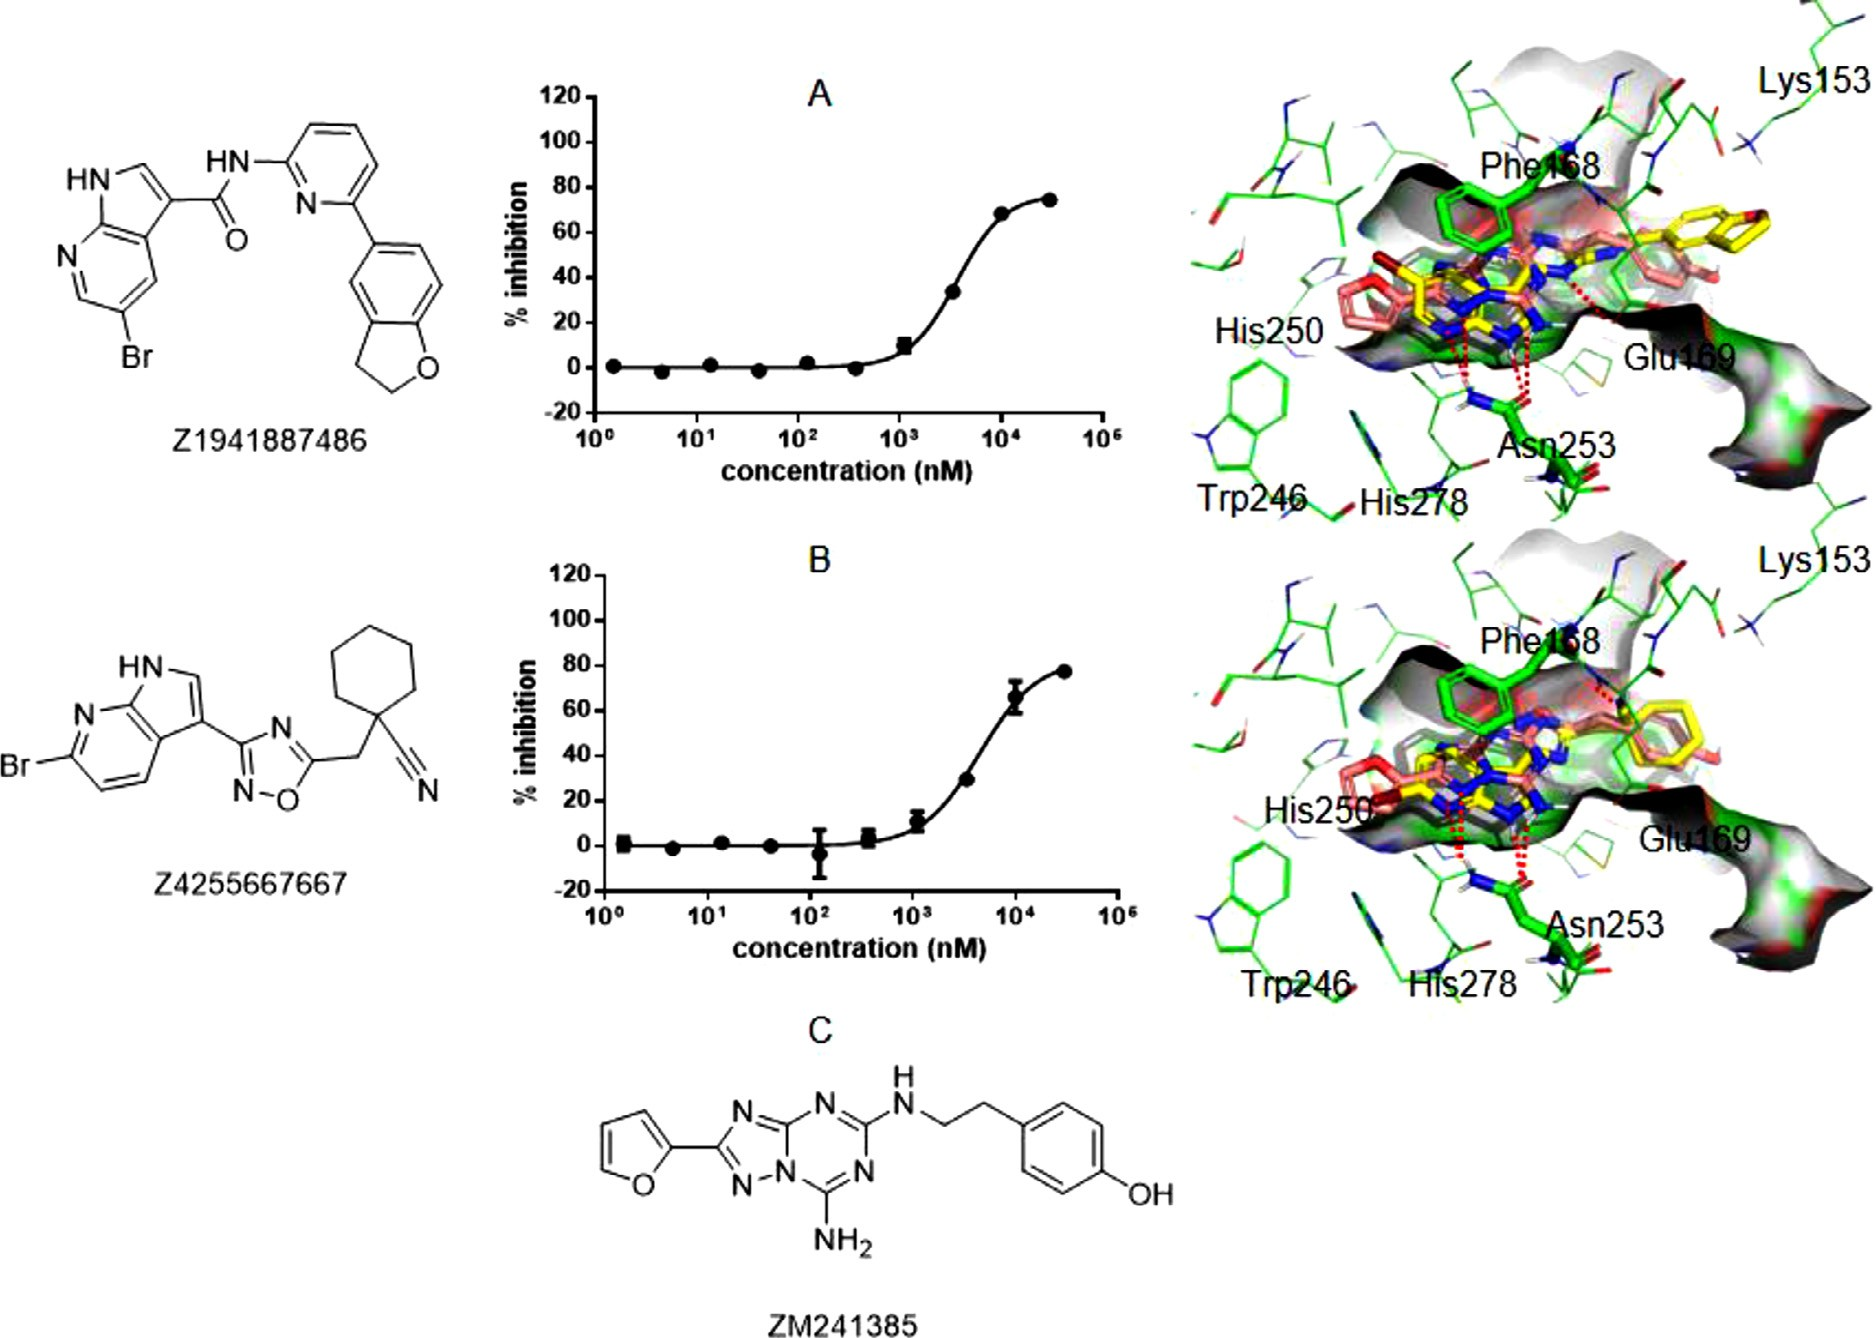 A
HN
HN
N
O
N
Br
O
Z1941887486
% inhibition
120
100
80
60
40
20
0
-20
10⁰ 10¹ 10² 10³ 10⁴ 10⁵
concentration (nM)
Lys153
Phe168
His250
Glu169
Asn253
Trp246
His278
B
HN
N
Br
N
N
O
N
Z4255667667
% inhibition
120
100
80
60
40
20
0
-20
10⁰ 10¹ 10² 10³ 10⁴ 10⁵
concentration (nM)
Lys153
Phe168
His250
Glu169
Asn253
Trp246
His278
C
H
N
N
N
N
N
N
O
NH₂
OH
ZM241385